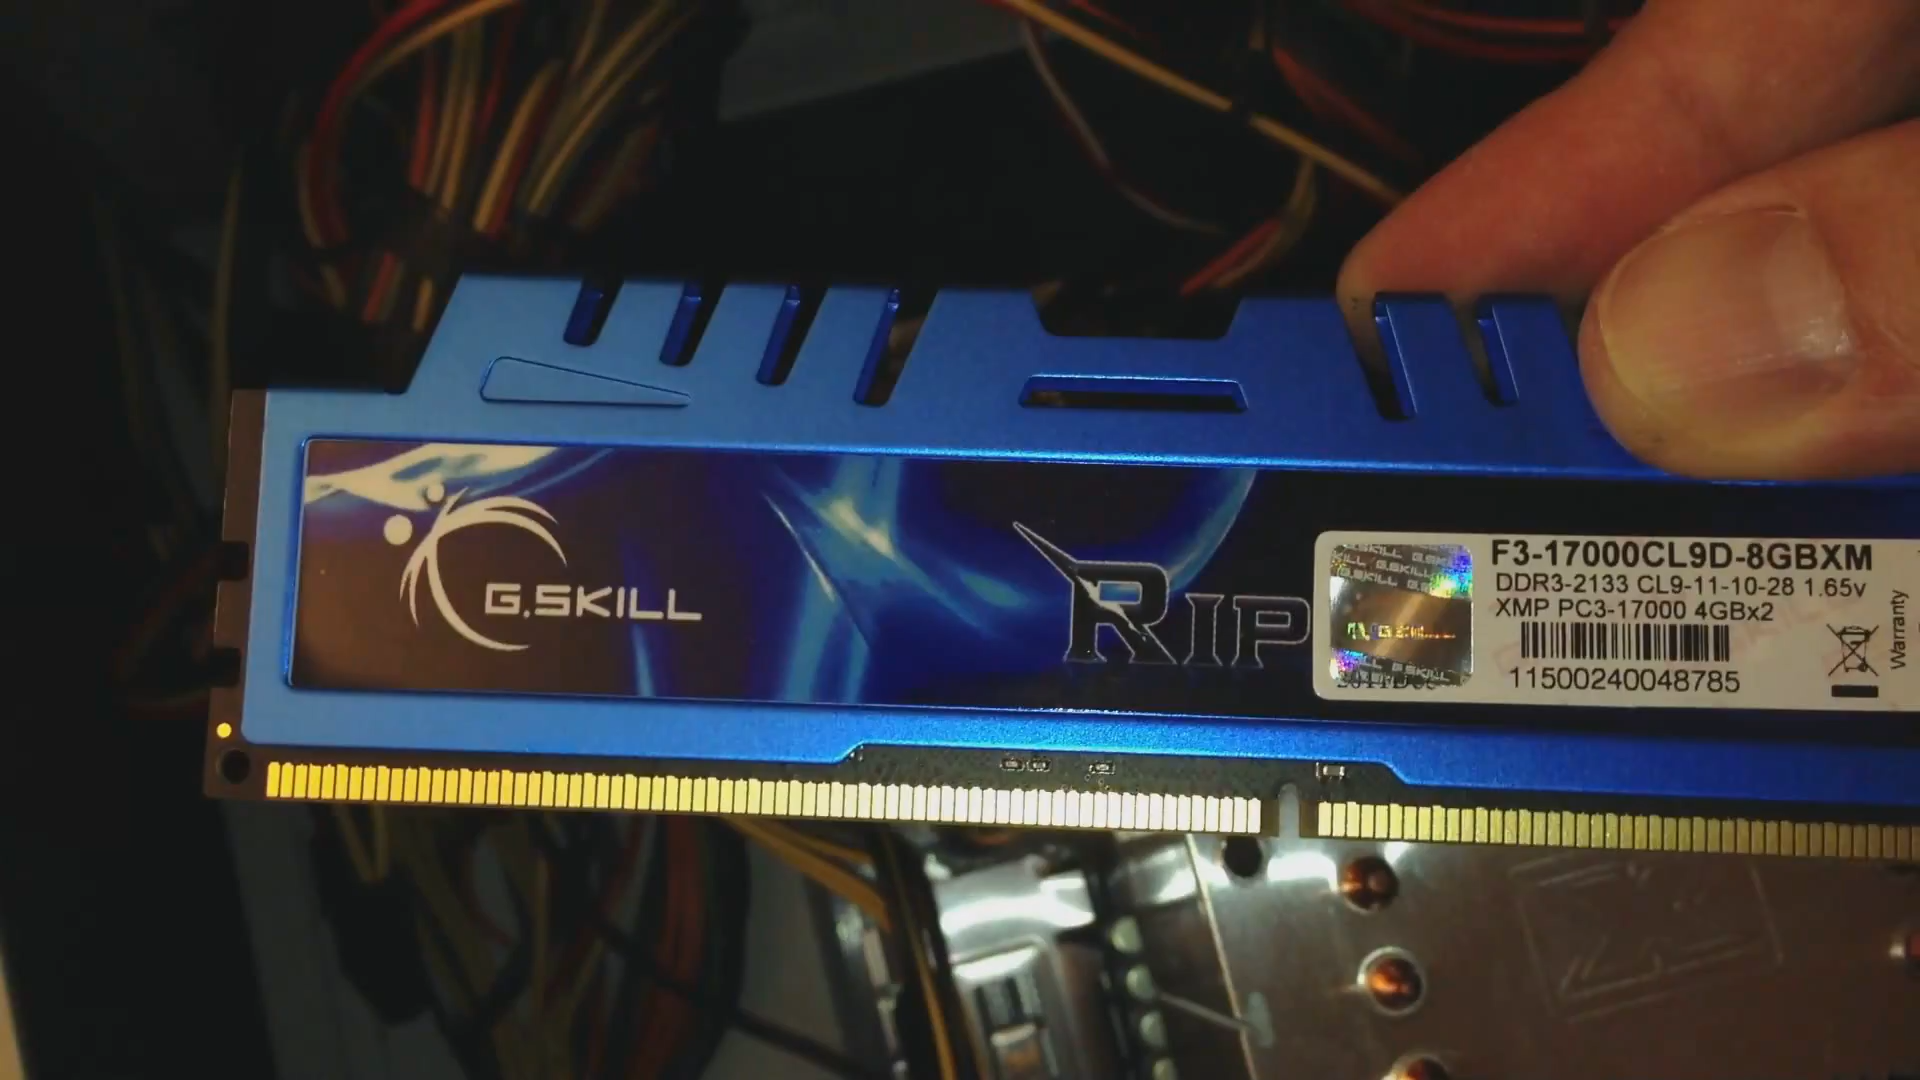 G.SKILL
RIP
F3-17000CL9D-8GBXM
DDR3-2133 CL9-11-10-28 1.65v
XMP PC3-17000 4GBx2
11500240048785
Warranty
G.SKILL